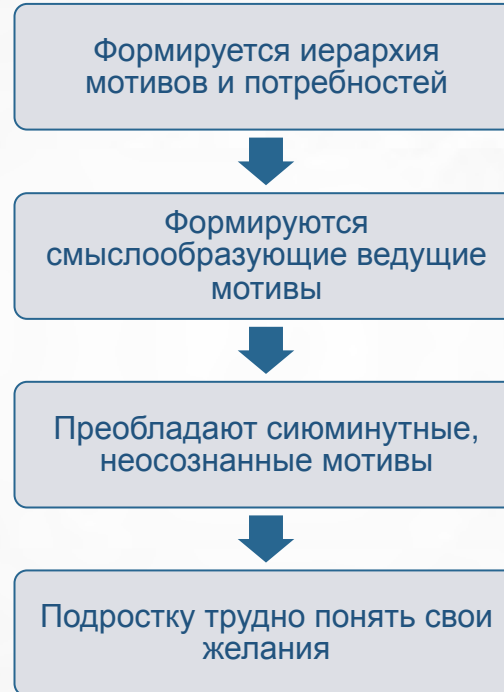 Формируется иерархия
мотивов и потребностей
Формируются
смыслообразующие ведущие
мотивы
Преобладают сиюминутные,
неосознанные мотивы
Подростку трудно понять свои
желания